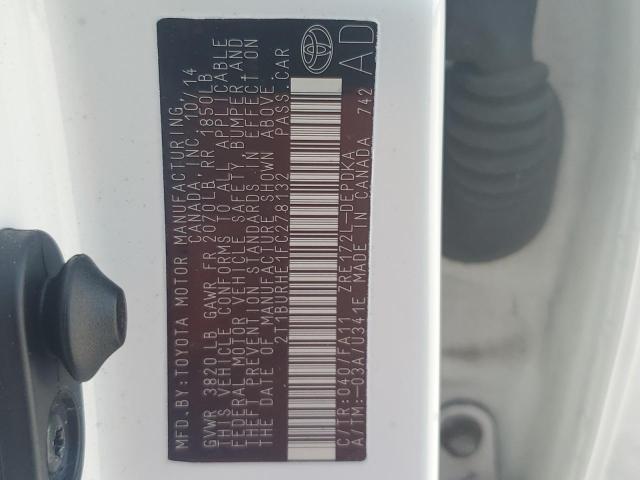 MFD. BY: TOYOTA MOTOR MANUFACTURING,
CANADA, INC. 10/14
GVWR 3820 LB GAWR FR 2070LB RR 1850LB
THIS VEHICLE CONFORMS TO ALL APPLICABLE
FEDERAL MOTOR VEHICLE SAFETY, BUMPER, AND
THEFT PREVENTION STANDARDS IN EFFECT ON
THE DATE OF MANUFACTURE SHOWN ABOVE.
2T1BURHE1FC278132 PASS. CAR
C/TR: 040/FA11 ZRE172L-DEPDKA
A/TM:-03A/U341E MADE IN CANADA 742
AD